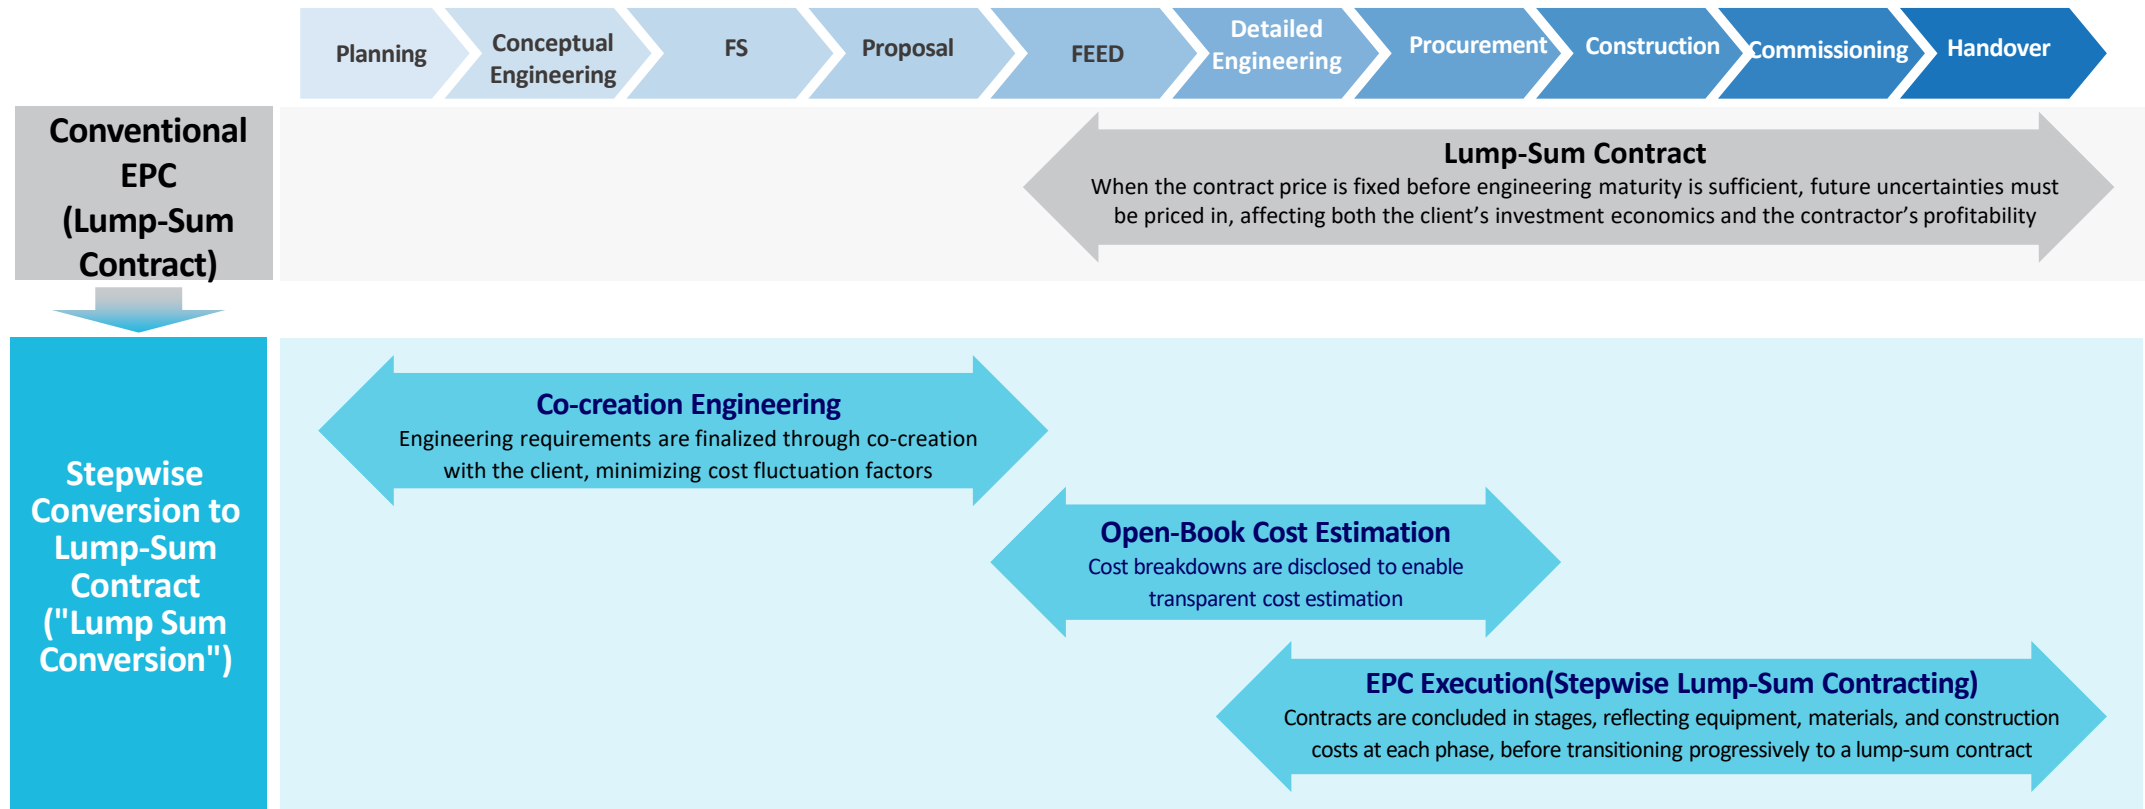 Planning
Conceptual
Engineering
FS
Proposal
FEED
Detailed
Engineering
Procurement
Construction
Commissioning
Handover
Conventional
EPC
(Lump-Sum
Contract)
Lump-Sum Contract
When the contract price is fixed before engineering maturity is sufficient, future uncertainties must
be priced in, affecting both the client’s investment economics and the contractor’s profitability
Stepwise
Conversion to
Lump-Sum
Contract
("Lump Sum
Conversion")
Co-creation Engineering
Engineering requirements are finalized through co-creation
with the client, minimizing cost fluctuation factors
Open-Book Cost Estimation
Cost breakdowns are disclosed to enable
transparent cost estimation
EPC Execution(Stepwise Lump-Sum Contracting)
Contracts are concluded in stages, reflecting equipment, materials, and construction
costs at each phase, before transitioning progressively to a lump-sum contract